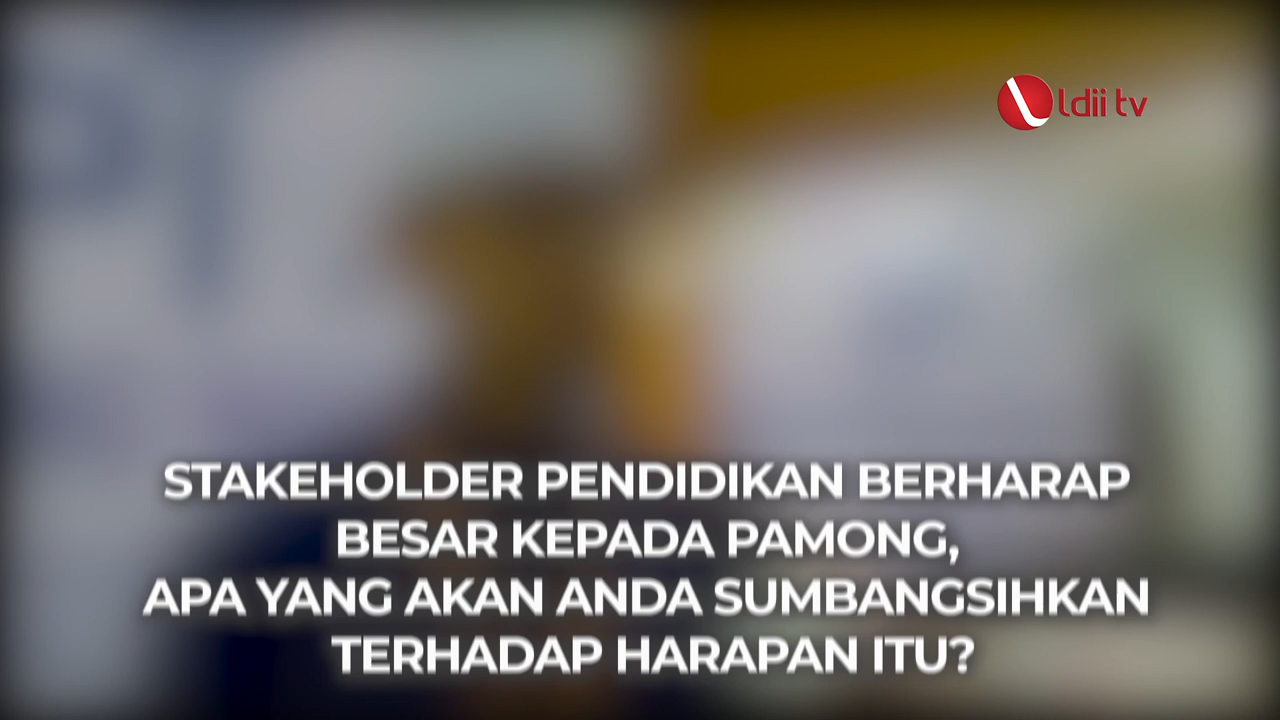 ldii tv
STAKEHOLDER PENDIDIKAN BERHARAP
BESAR KEPADA PAMONG,
APA YANG AKAN ANDA SUMBANGSIHKAN
TERHADAP HARAPAN ITU?